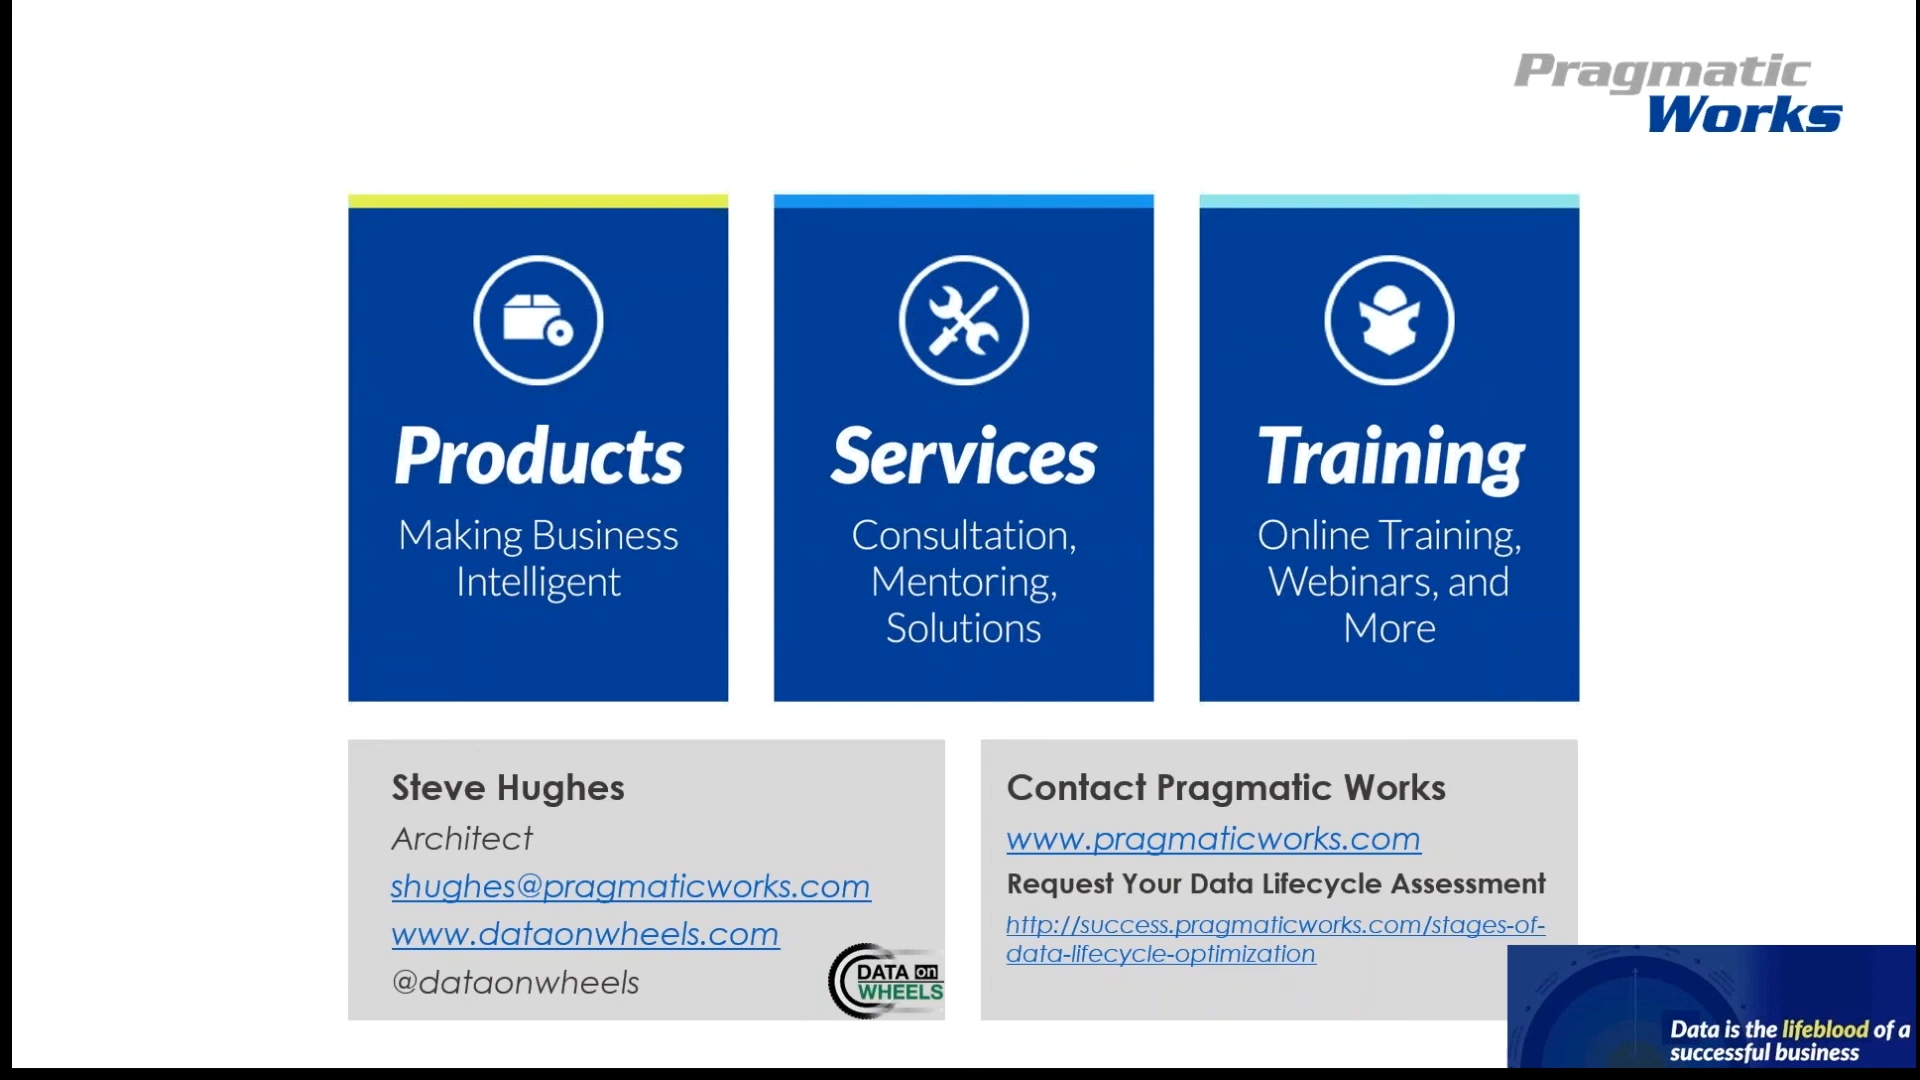 Pragmatic
Works
Products
Making Business
Intelligent
Services
Consultation,
Mentoring,
Solutions
Training
Online Training,
Webinars, and
More
Steve Hughes
Architect
shughes@pragmaticworks.com
www.dataonwheels.com
@dataonwheels
DATA on
WHEELS
Contact Pragmatic Works
www.pragmaticworks.com
Request Your Data Lifecycle Assessment
http://success.pragmaticworks.com/stages-of-
data-lifecycle-optimization
Data is the lifeblood of a
successful business